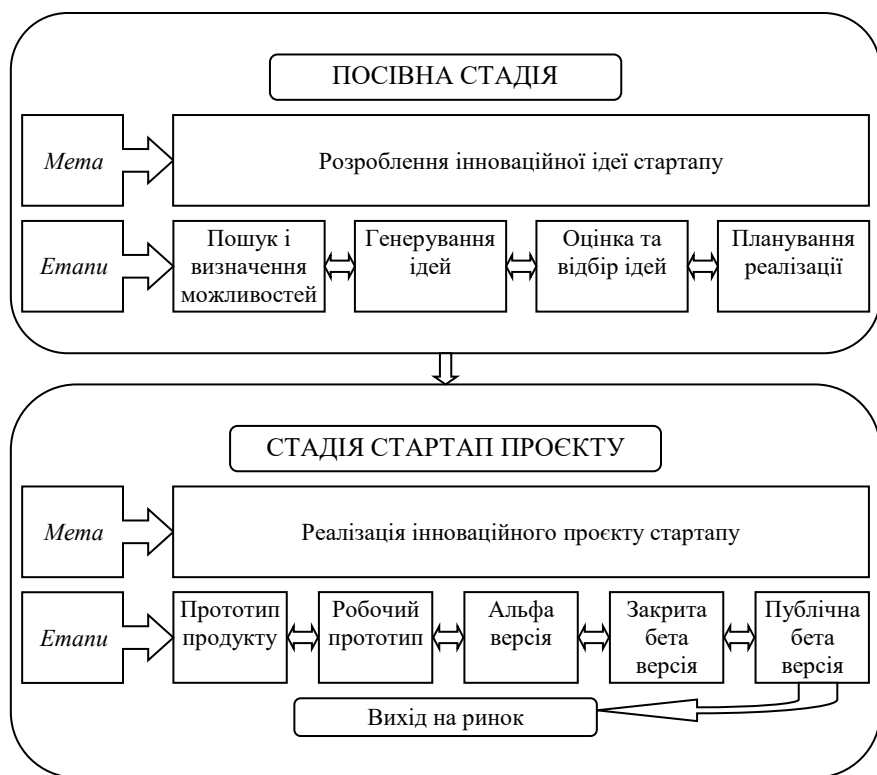 ПОСІВНА СТАДІЯ
Мета
Розроблення інноваційної ідеї стартапу
Етапи
Пошук і
визначення
можливостей
Генерування
ідей
Оцінка та
відбір ідей
Планування
реалізації
СТАДІЯ СТАРТАП ПРОЄКТУ
Мета
Реалізація інноваційного проєкту стартапу
Етапи
Прототип
продукту
Робочий
прототип
Альфа
версія
Закрита
бета
версія
Публічна
бета
версія
Вихід на ринок